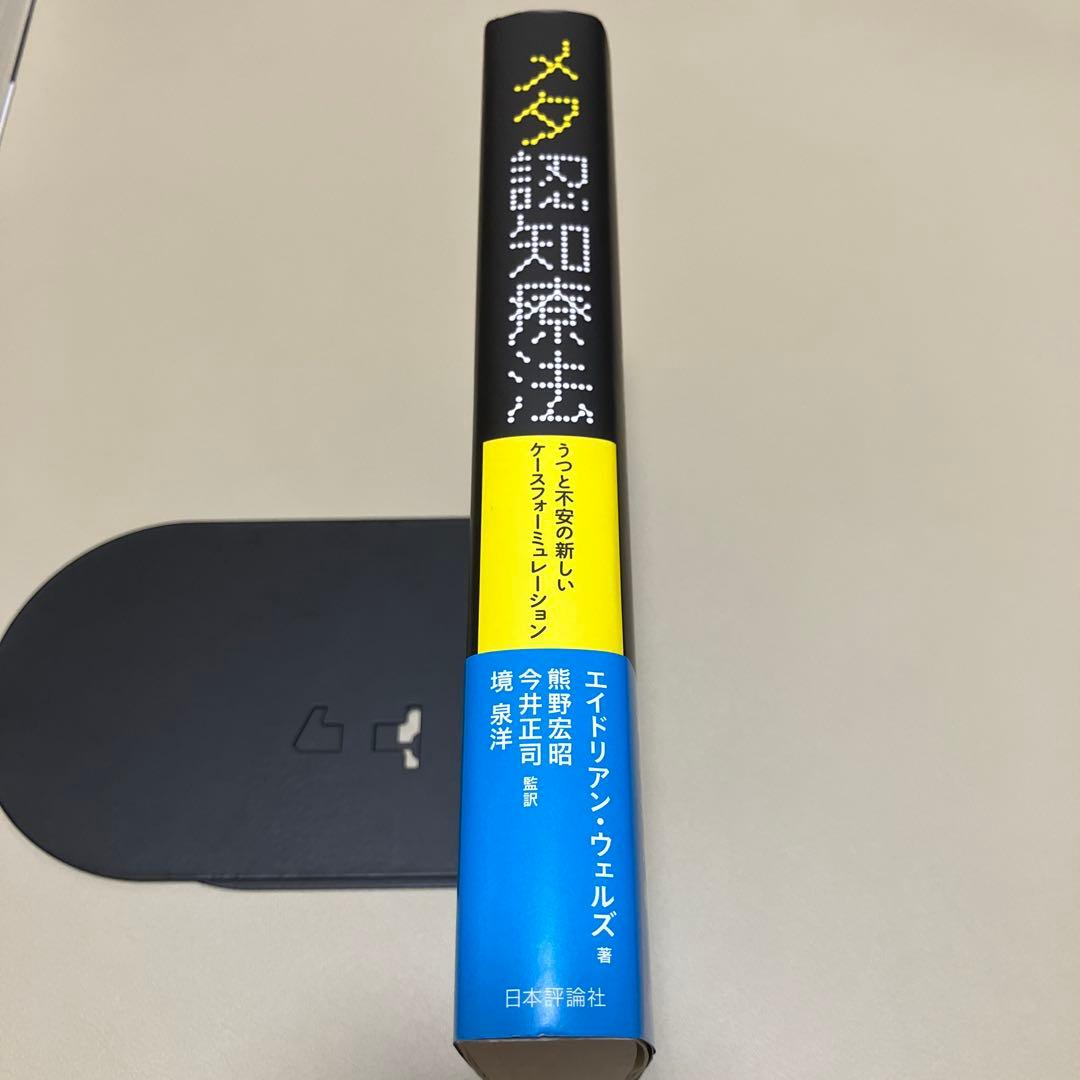 メタ認知療法
うつと不安の新しい
ケースフォーミュレーション
エイドリアン・ウェルズ 著
熊野宏昭
今井正司 監訳
境 泉洋
日本評論社